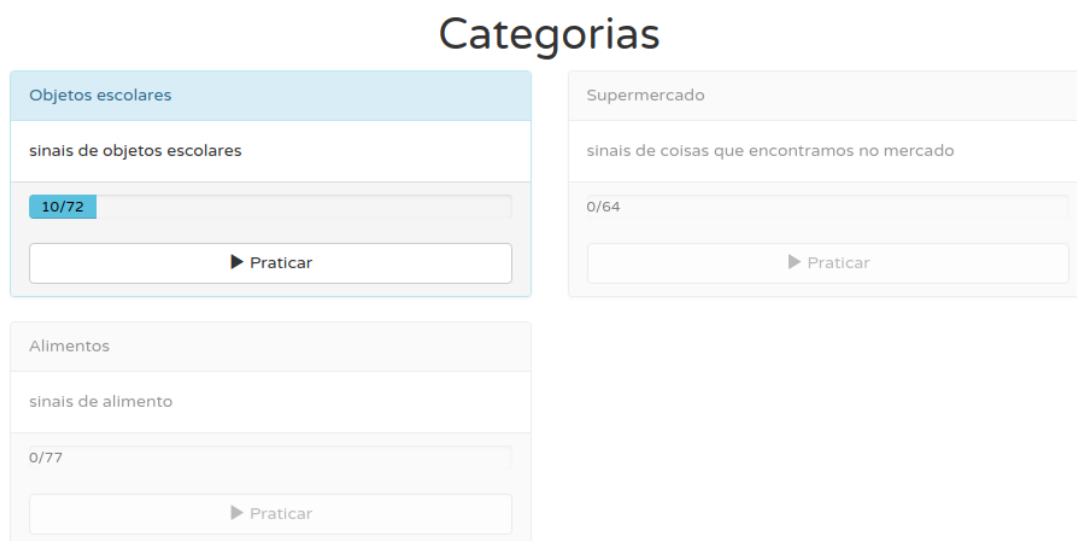 Categorias
Objetos escolares
sinais de objetos escolares
10/72
Praticar
Supermercado
sinais de coisas que encontramos no mercado
0/64
Praticar
Alimentos
sinais de alimento
0/77
Praticar